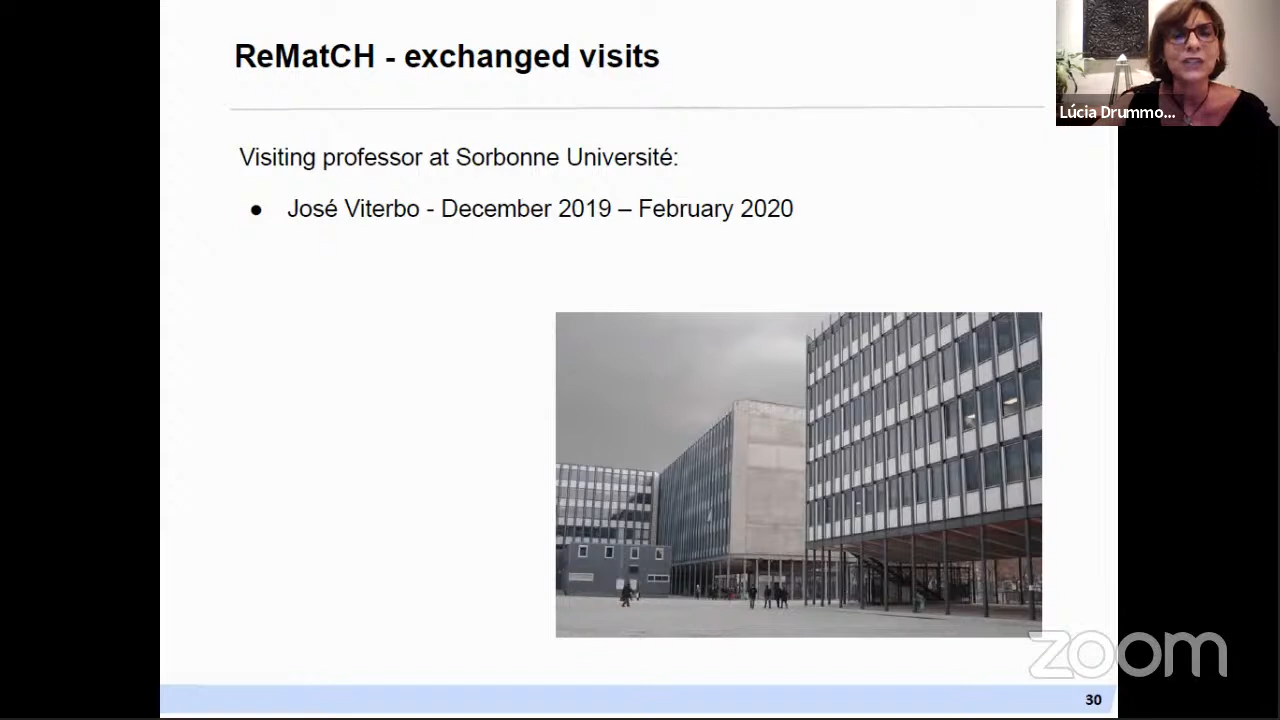 ReMatCH - exchanged visits
Lúcia Drummo...
Visiting professor at Sorbonne Université:
● José Viterbo - December 2019 – February 2020
zoom
30